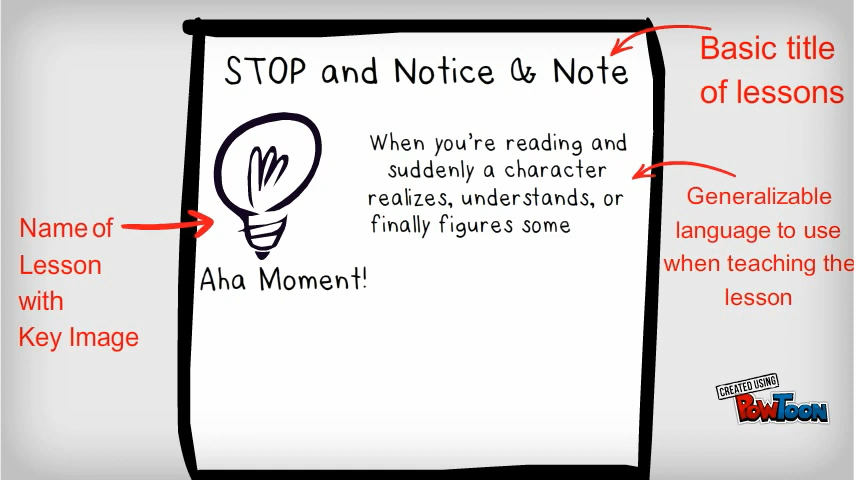 STOP and Notice & Note
Basic title
of lessons
When you're reading and
suddenly a character
realizes, understands, or
finally figures some
Generalizable
language to use
when teaching the
lesson
Name of
Lesson
with
Key Image
Aha Moment!
CREATED USING
POWTOON